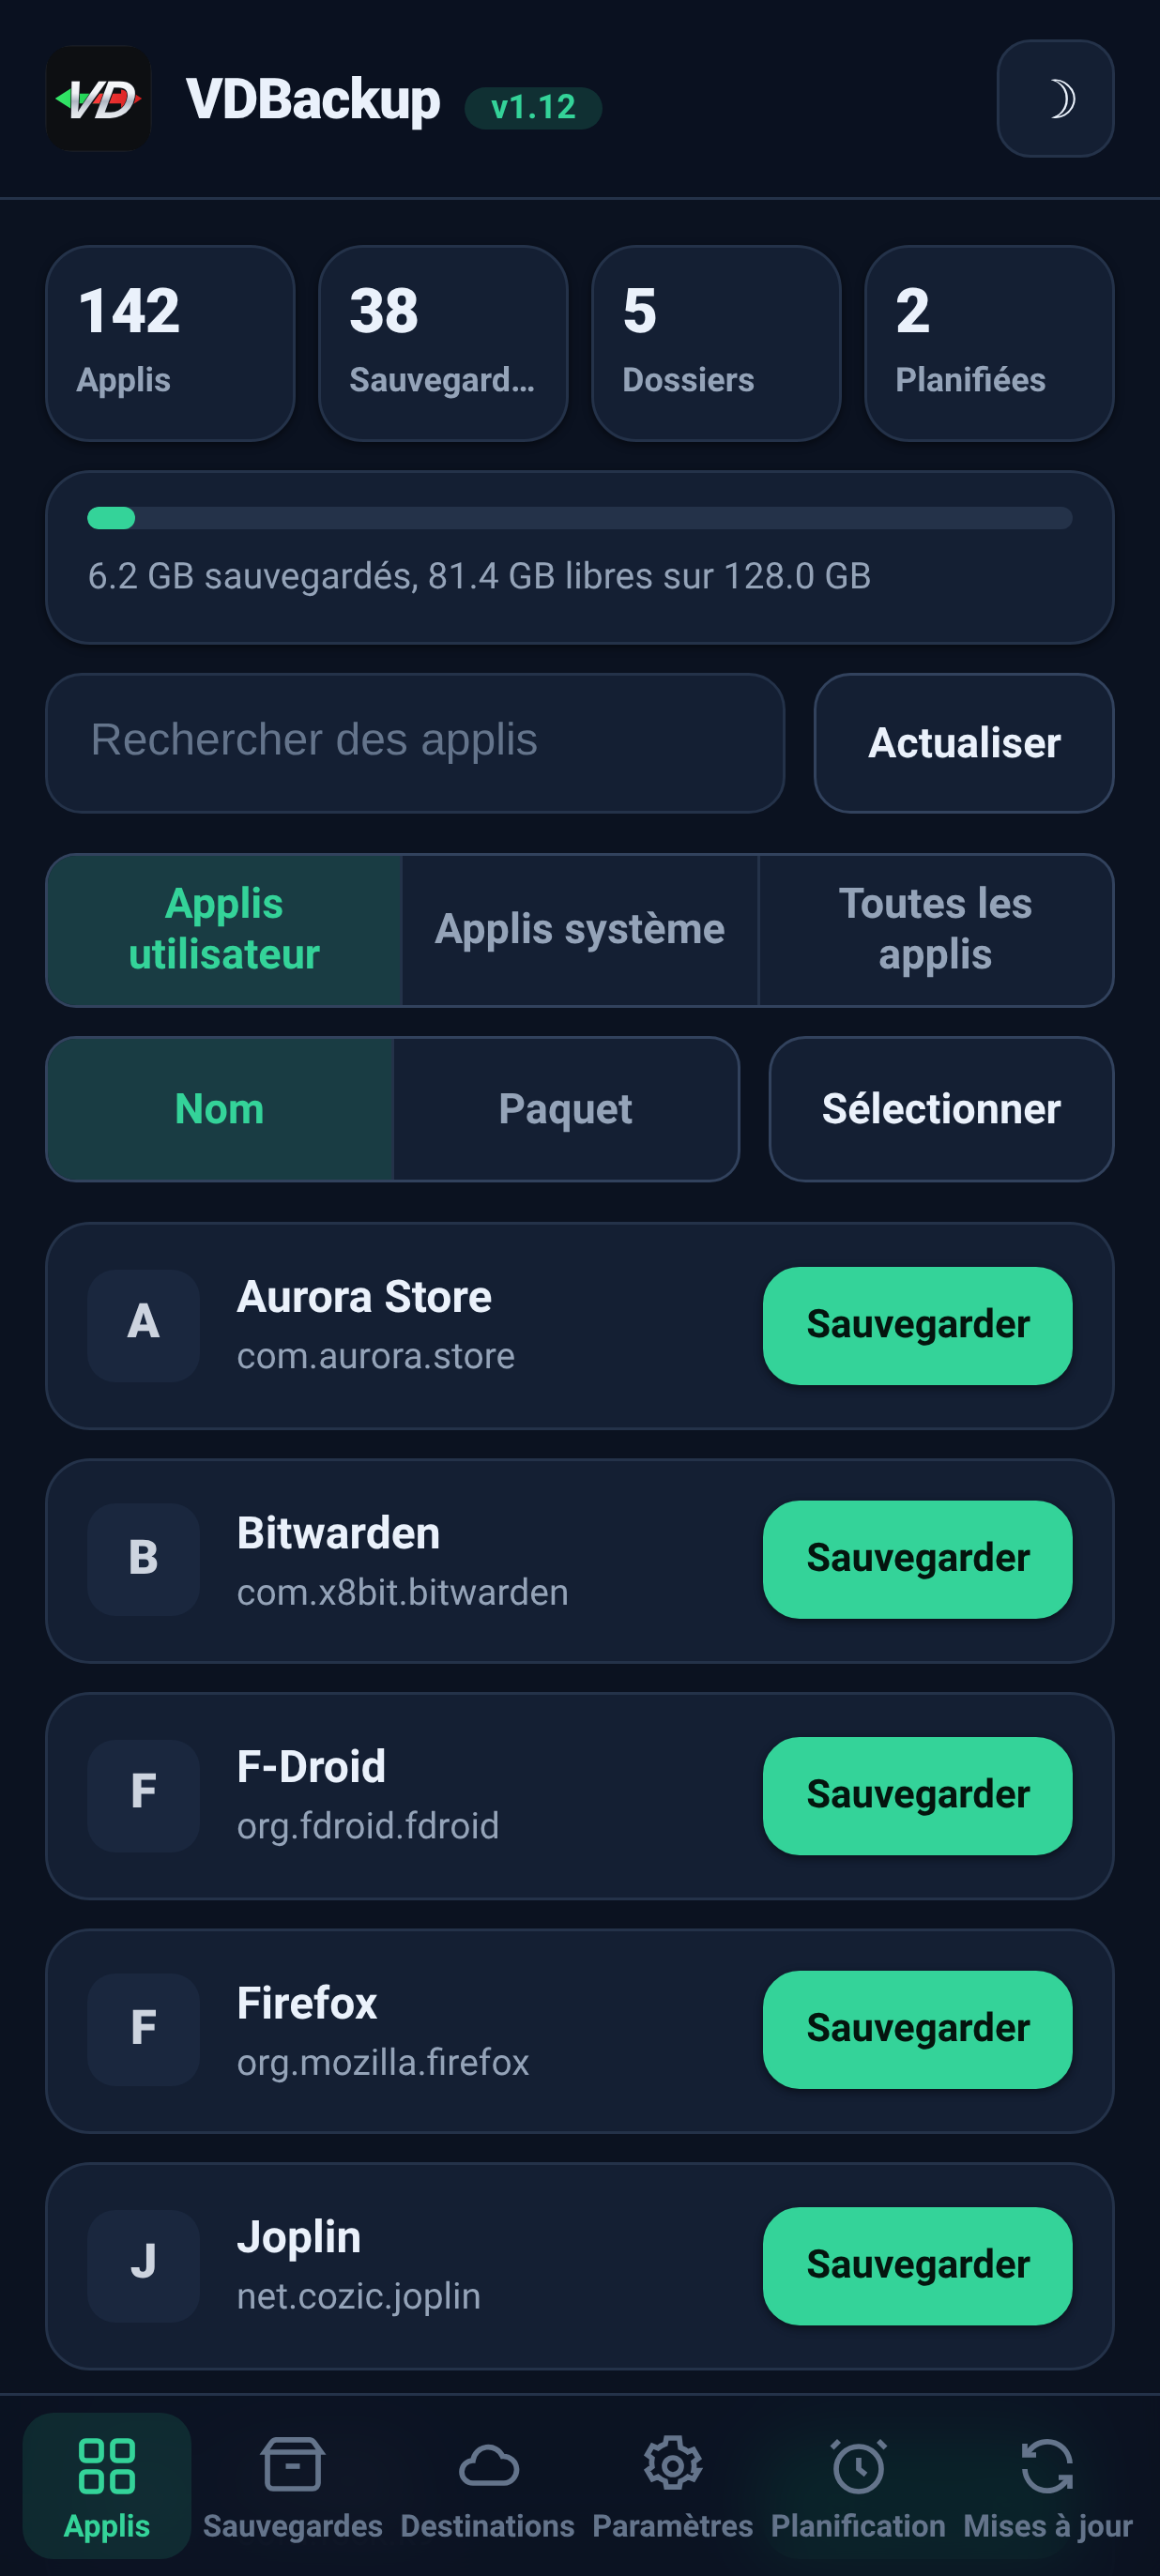 VD
VDBackup
v1.12
142
Applis
38
Sauvegard...
5
Dossiers
2
Planifiées
6.2 GB sauvegardés, 81.4 GB libres sur 128.0 GB
Rechercher des applis
Actualiser
Applis
utilisateur
Applis système
Toutes les
applis
Nom
Paquet
Sélectionner
A
Aurora Store
com.aurora.store
Sauvegarder
B
Bitwarden
com.x8bit.bitwarden
Sauvegarder
F
F-Droid
org.fdroid.fdroid
Sauvegarder
F
Firefox
org.mozilla.firefox
Sauvegarder
J
Joplin
net.cozic.joplin
Sauvegarder
Applis
Sauvegardes
Destinations
Paramètres
Planification
Mises à jour